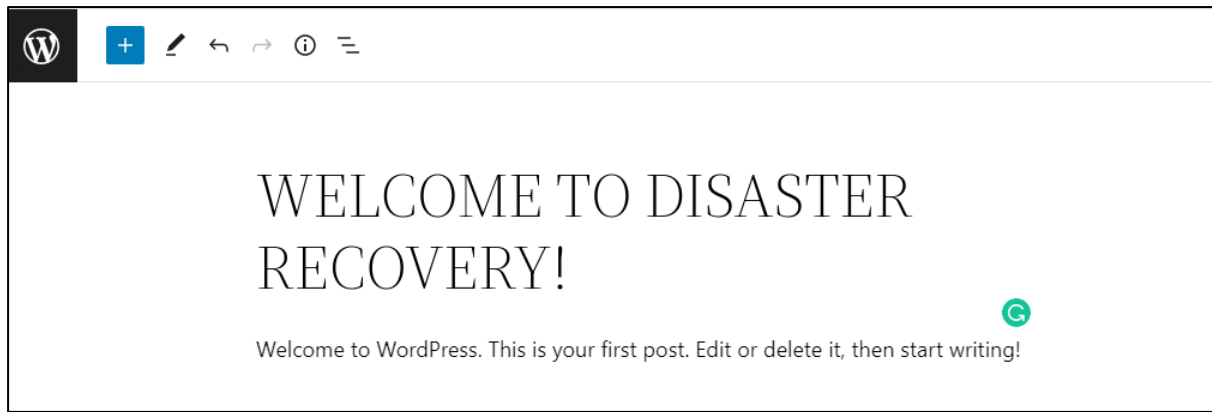 WELCOME TO DISASTER
RECOVERY!
Welcome to WordPress. This is your first post. Edit or delete it, then start writing!